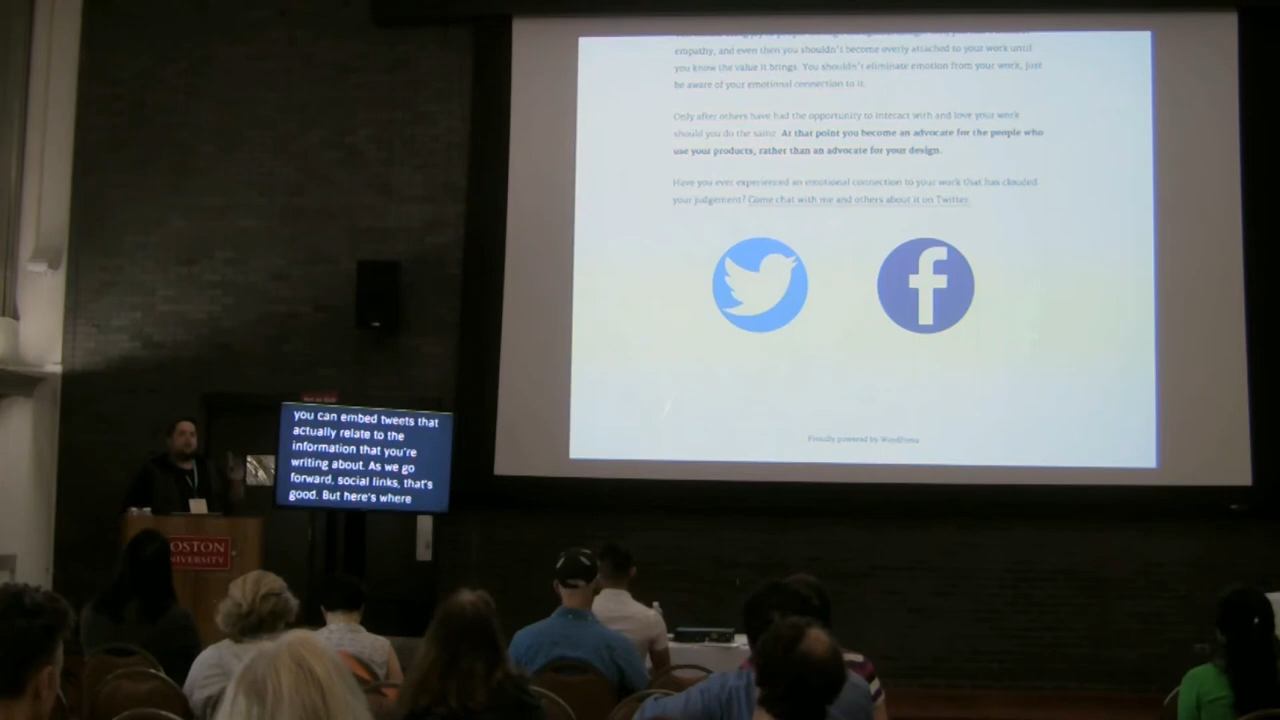 empathy, and even then you shouldn't become overly attached to your work until
you know the value it brings. You shouldn't eliminate emotion from your work, just
be aware of your emotional connection to it.
Only after others have had the opportunity to interact with and love your work
should you do the same. At that point you become an advocate for the people who
use your products, rather than an advocate for your design.
Have you ever experienced an emotional connection to your work that has clouded
your judgement? Come chat with me and others about it on Twitter.
Proudly powered by WordPress
you can embed tweets that
actually relate to the
information that you're
writing about. As we go
forward, social links, that's
good. But here's where
OSTON
NIVERSITY